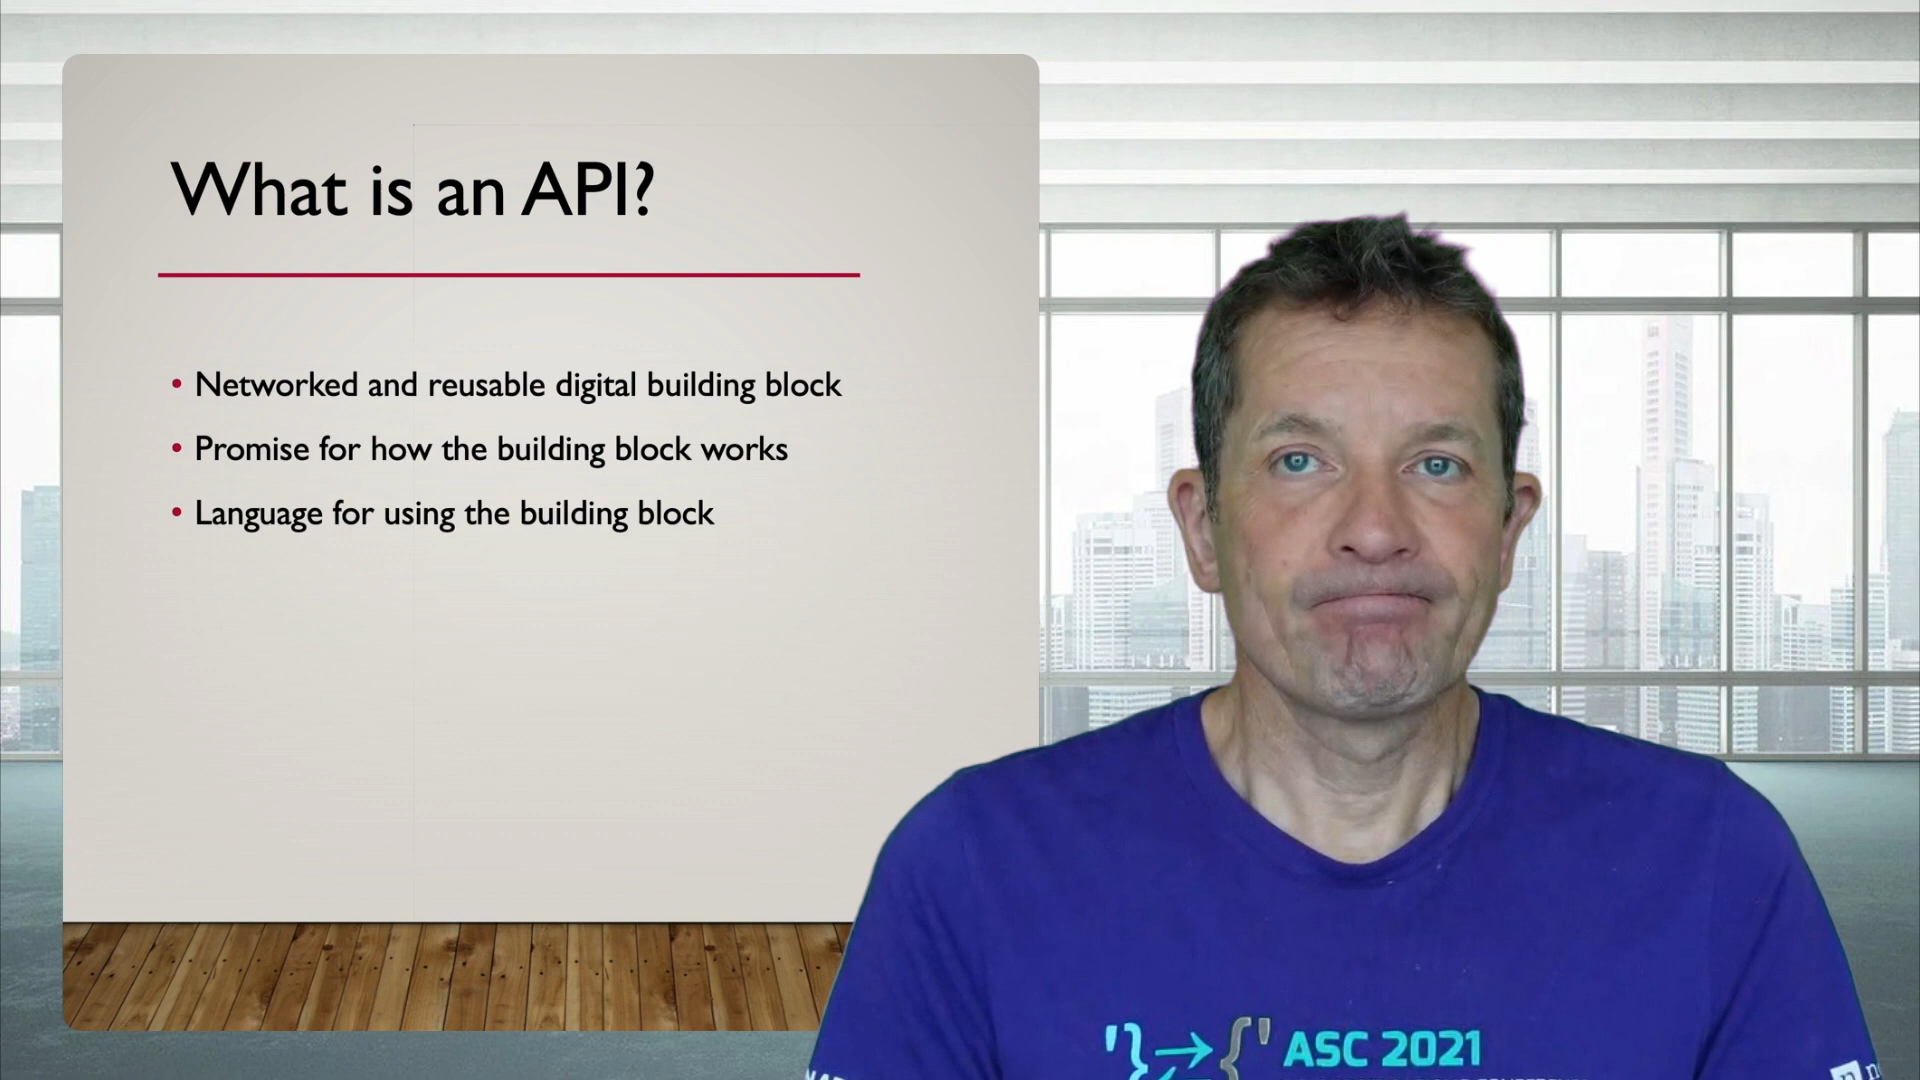 What is an API?
• Networked and reusable digital building block
• Promise for how the building block works
• Language for using the building block
'}→{' ASC 2021